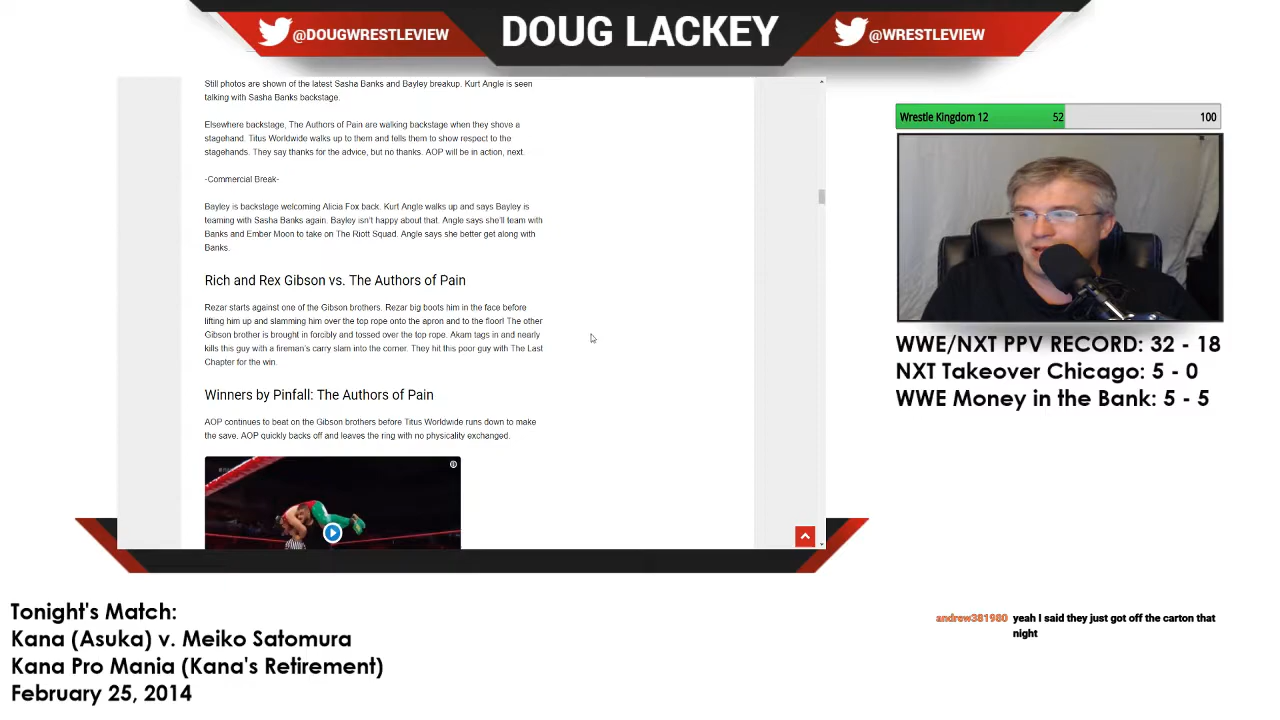 @DOUGWRESTLEVIEW
DOUG LACKEY
@WRESTLEVIEW
Still photos are shown of the latest Sasha Banks and Bayley breakup. Kurt Angle is seen
talking with Sasha Banks backstage.
Elsewhere backstage, The Authors of Pain are walking backstage when they shove a
stagehand. Titus Worldwide walks up to them and tells them to show respect to the
stagehands. They say thanks for the advice, but no thanks. AOP will be in action, next.
-Commercial Break-
Bayley is backstage welcoming Alicia Fox back. Kurt Angle walks up and says Bayley is
teaming with Sasha Banks again. Bayley isn't happy about that. Angle says she'll team with
Banks and Ember Moon to take on The Riott Squad. Angle says she better get along with
Banks.
Rich and Rex Gibson vs. The Authors of Pain
Rezar starts against one of the Gibson brothers. Rezar big boots him in the face before
lifting him up and slamming him over the top rope onto the apron and to the floor! The other
Gibson brother is brought in forcibly and tossed over the top rope. Akam tags in and nearly
kills this guy with a fireman's carry slam into the corner. They hit this poor guy with The Last
Chapter for the win.
Winners by Pinfall: The Authors of Pain
AOP continues to beat on the Gibson brothers before Titus Worldwide runs down to make
the save. AOP quickly backs off and leaves the ring with no physicality exchanged.
Wrestle Kingdom 12 52 100
WWE/NXT PPV RECORD: 32 - 18
NXT Takeover Chicago: 5 - 0
WWE Money in the Bank: 5 - 5
Tonight's Match:
Kana (Asuka) v. Meiko Satomura
Kana Pro Mania (Kana's Retirement)
February 25, 2014
andrew381980 yeah I said they just got off the carton that
night